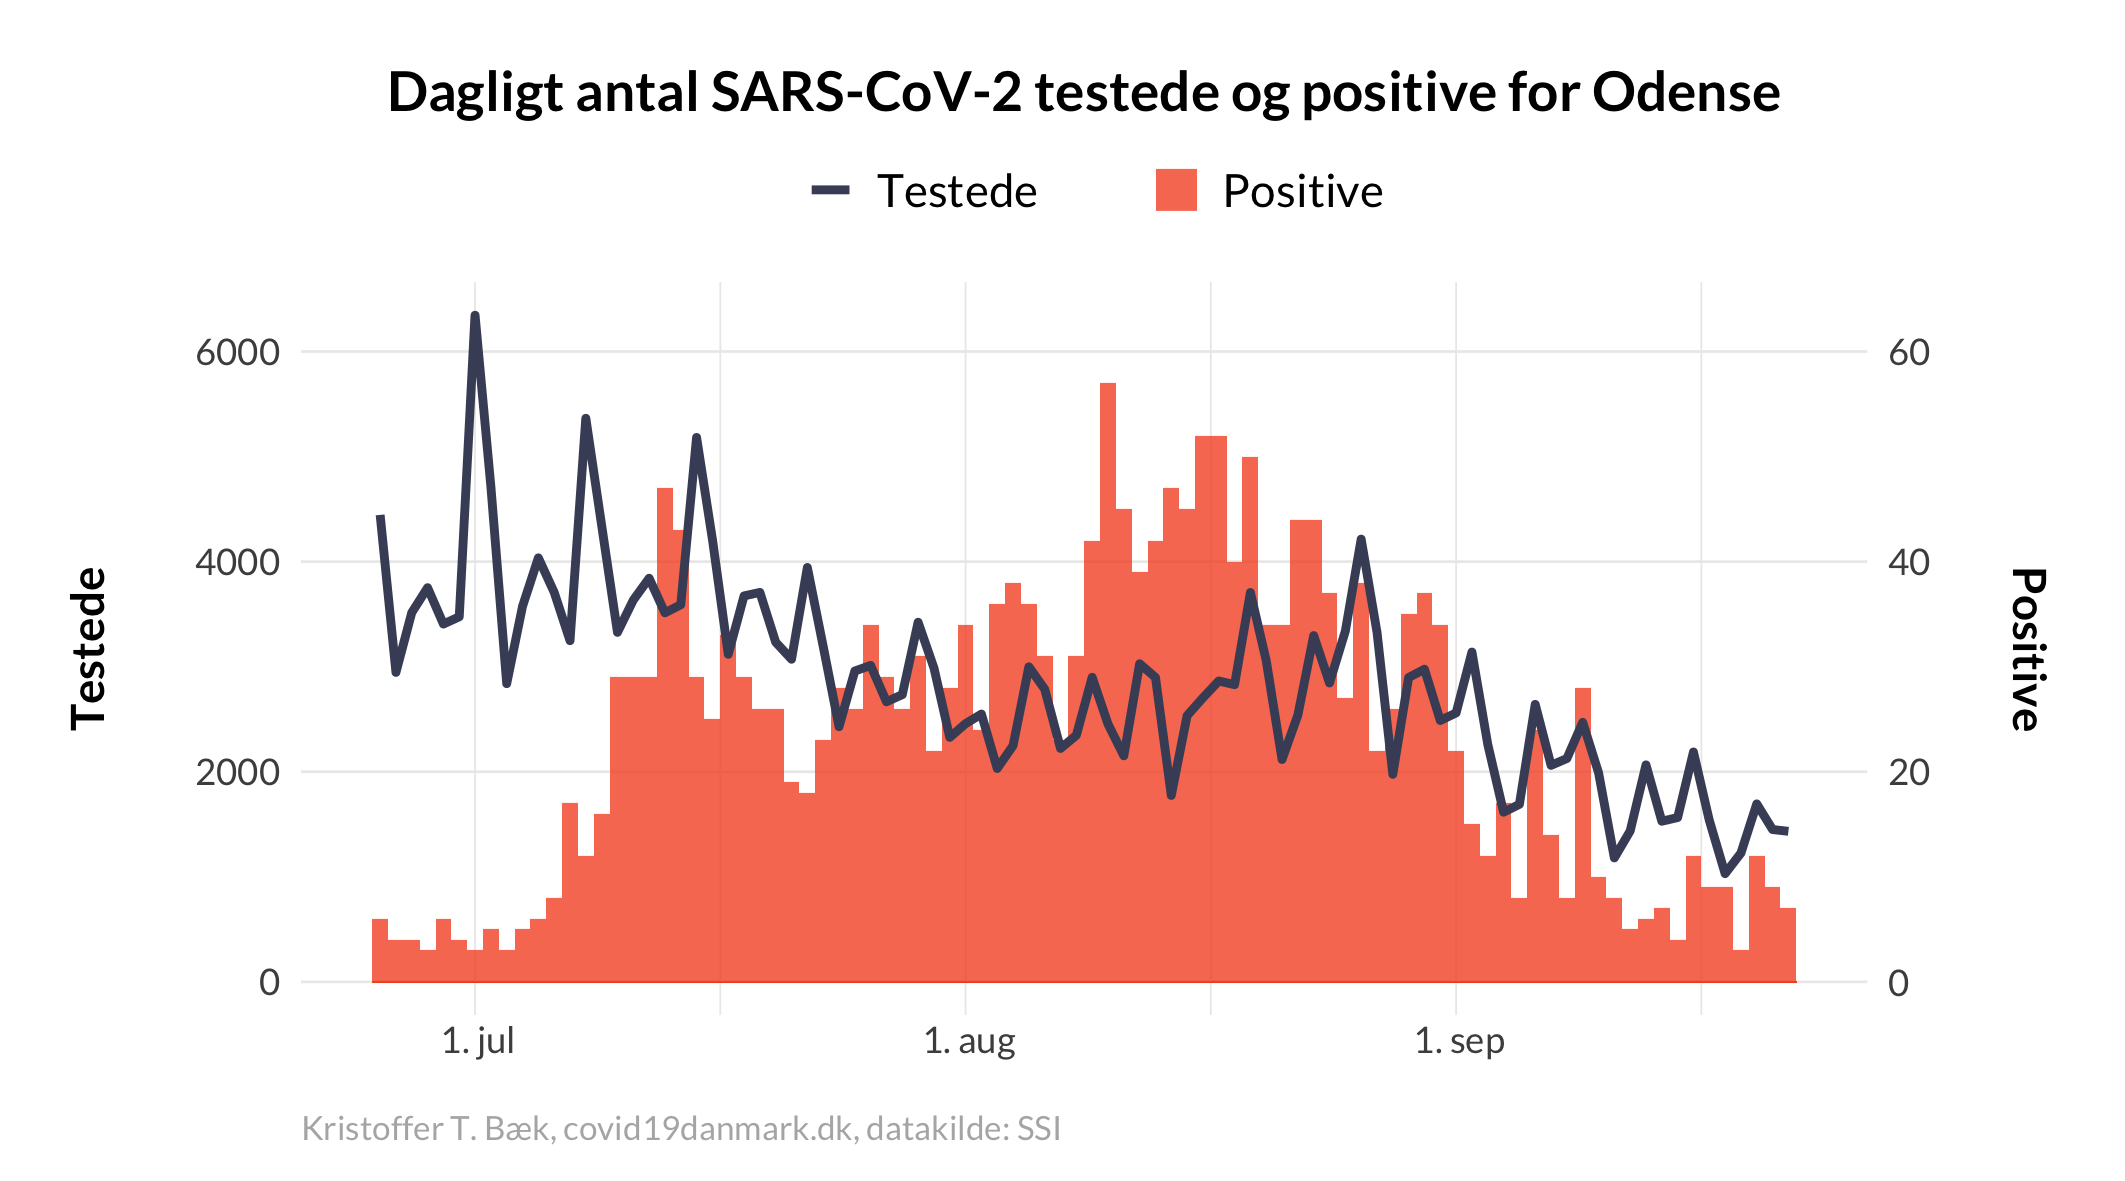 Dagligt antal SARS-CoV-2 testede og positive for Odense
Testede Positive
6000 60
4000 40
2000 20
0 0
Testede
Positive
1. jul 1. aug 1. sep
Kristoffer T. Bæk, covid19danmark.dk, datakilde: SSI